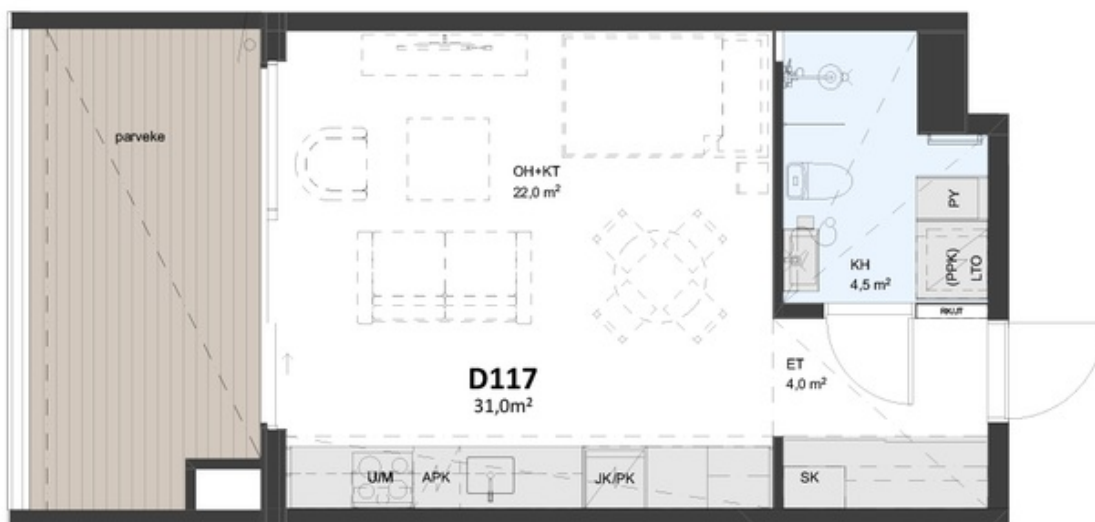 parveke
OH+KT
22,0 m²
KH
4,5 m²
PY
(PPK)
LTO
RKIJT
ET
4,0 m²
D117
31,0m²
U/M
APK
JK/PK
SK